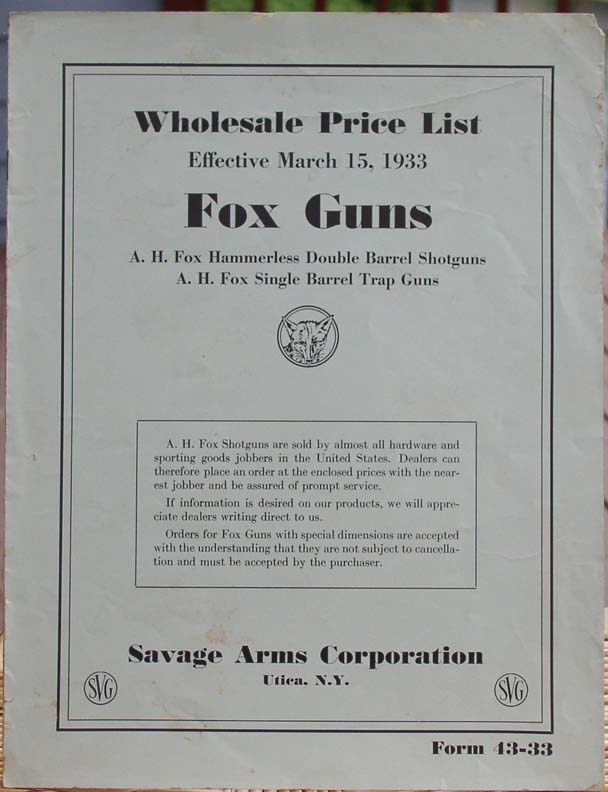 Wholesale Price List
Effective March 15, 1933
Fox Guns
A. H. Fox Hammerless Double Barrel Shotguns
A. H. Fox Single Barrel Trap Guns
A. H. Fox Shotguns are sold by almost all hardware and
sporting goods jobbers in the United States. Dealers can
therefore place an order at the enclosed prices with the near-
est jobber and be assured of prompt service.
If information is desired on our products, we will appre-
ciate dealers writing direct to us.
Orders for Fox Guns with special dimensions are accepted
with the understanding that they are not subject to cancella-
tion and must be accepted by the purchaser.
Savage Arms Corporation
Utica, N.Y.
SVG
SVG
Form 43-33